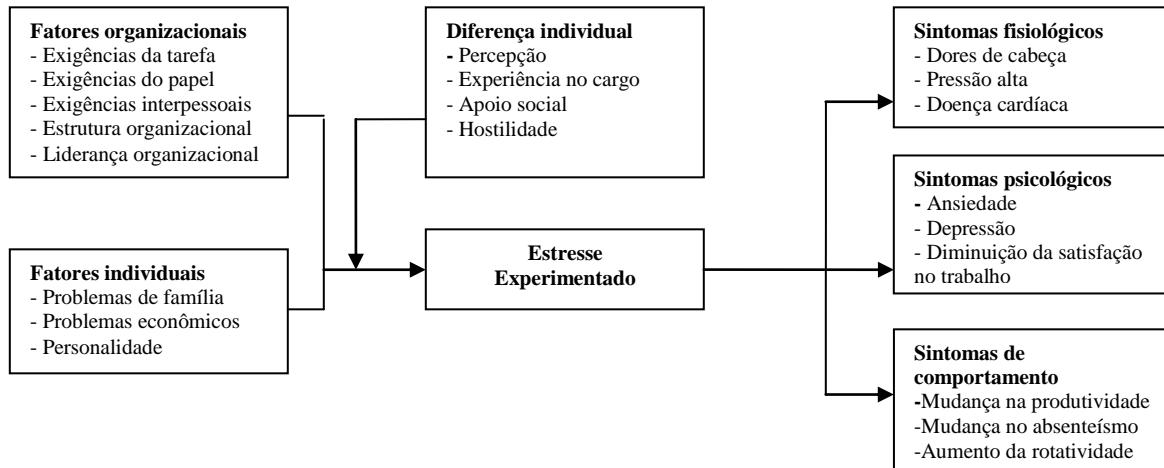 Fatores organizacionais
- Exigências da tarefa
- Exigências do papel
- Exigências interpessoais
- Estrutura organizacional
- Liderança organizacional
Diferença individual
- Percepção
- Experiência no cargo
- Apoio social
- Hostilidade
Sintomas fisiológicos
- Dores de cabeça
- Pressão alta
- Doença cardíaca
Fatores individuais
- Problemas de família
- Problemas econômicos
- Personalidade
Estresse
Experimentado
Sintomas psicológicos
- Ansiedade
- Depressão
- Diminuição da satisfação
no trabalho
Sintomas de
comportamento
-Mudança na produtividade
-Mudança no absenteísmo
-Aumento da rotatividade